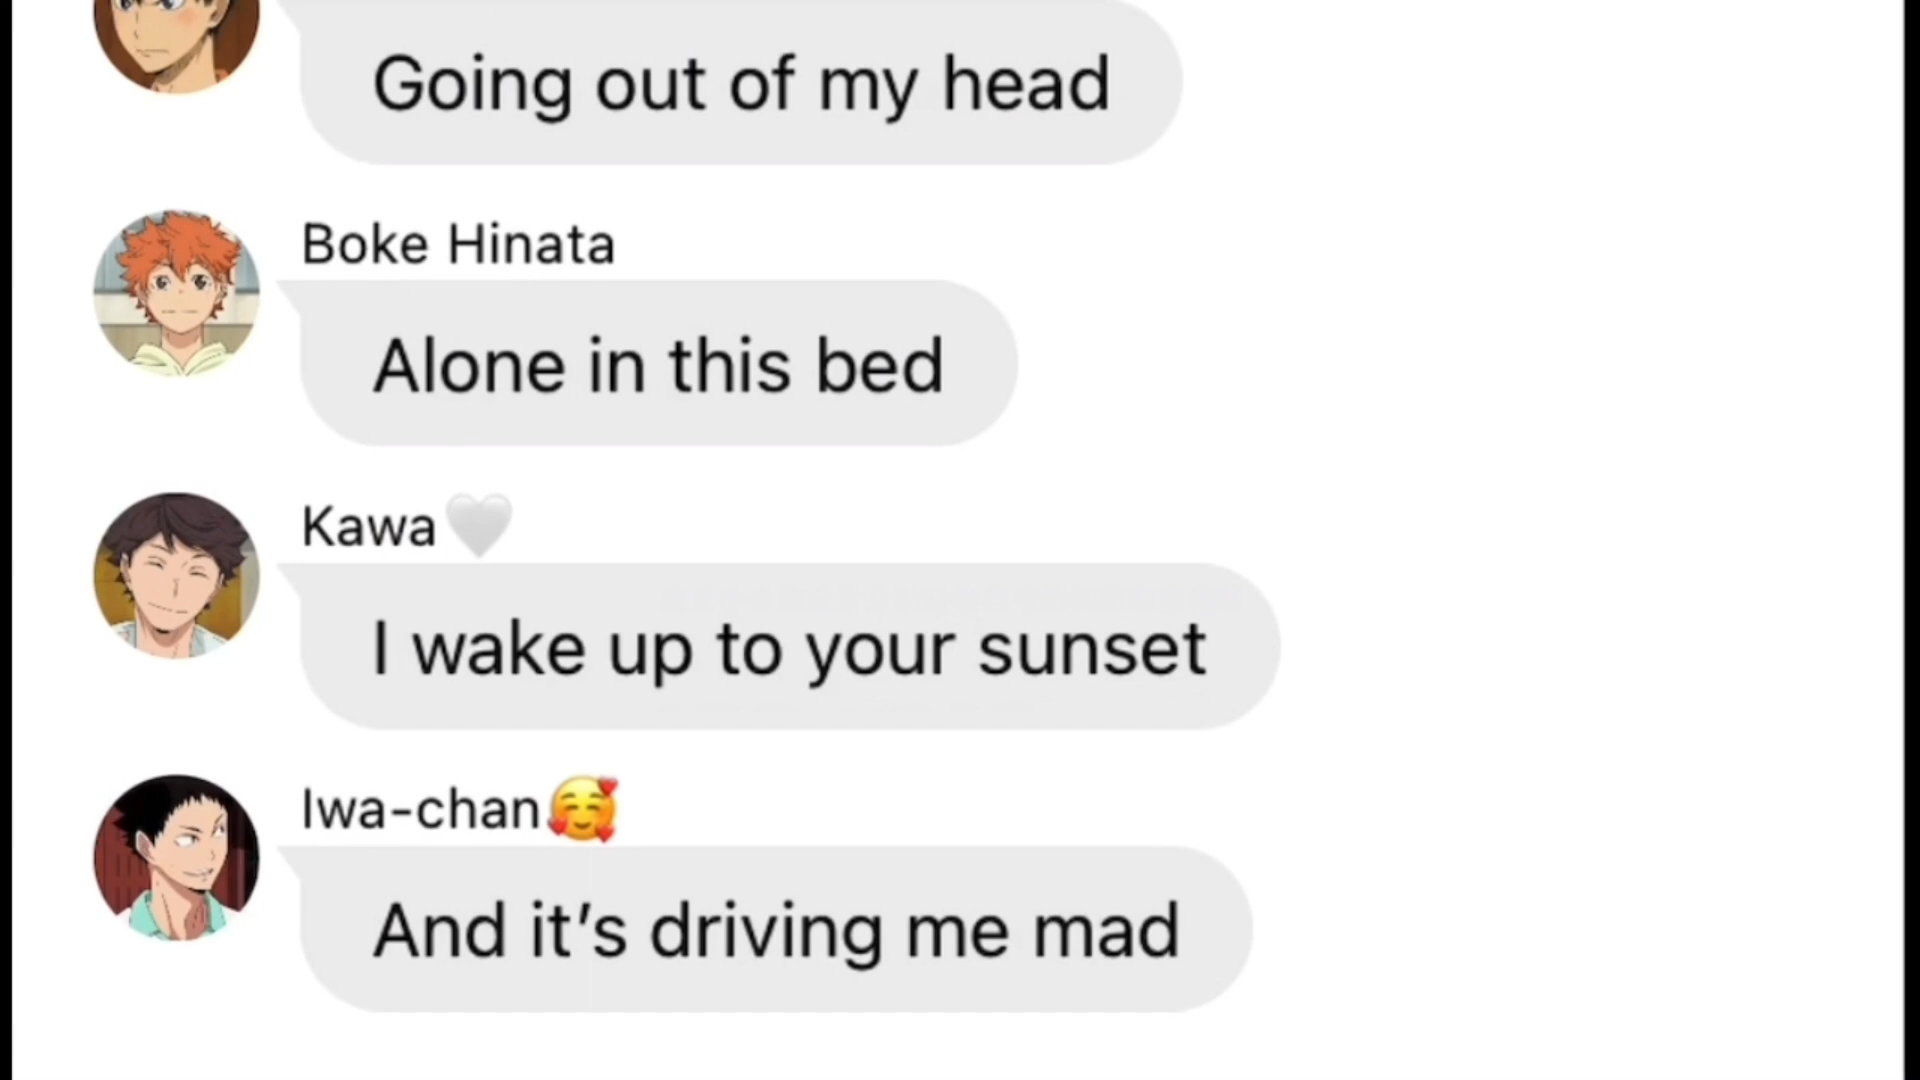 Going out of my head
Boke Hinata
Alone in this bed
Kawa🤍
I wake up to your sunset
Iwa-chan🥰
And it’s driving me mad